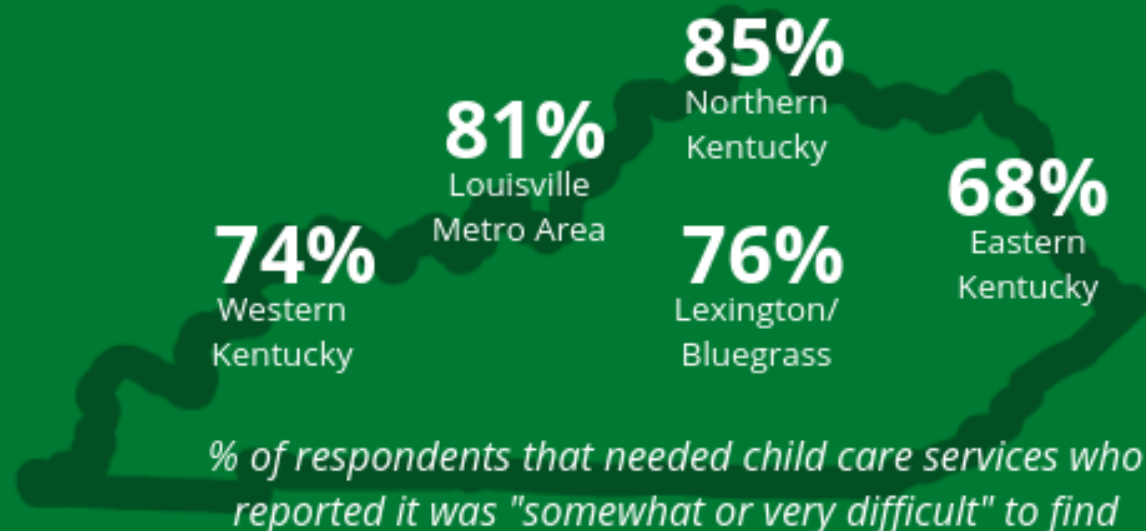 85%
Northern
Kentucky
81%
Louisville
Metro Area
68%
Eastern
Kentucky
74%
Western
Kentucky
76%
Lexington/
Bluegrass
% of respondents that needed child care services who
reported it was "somewhat or very difficult" to find